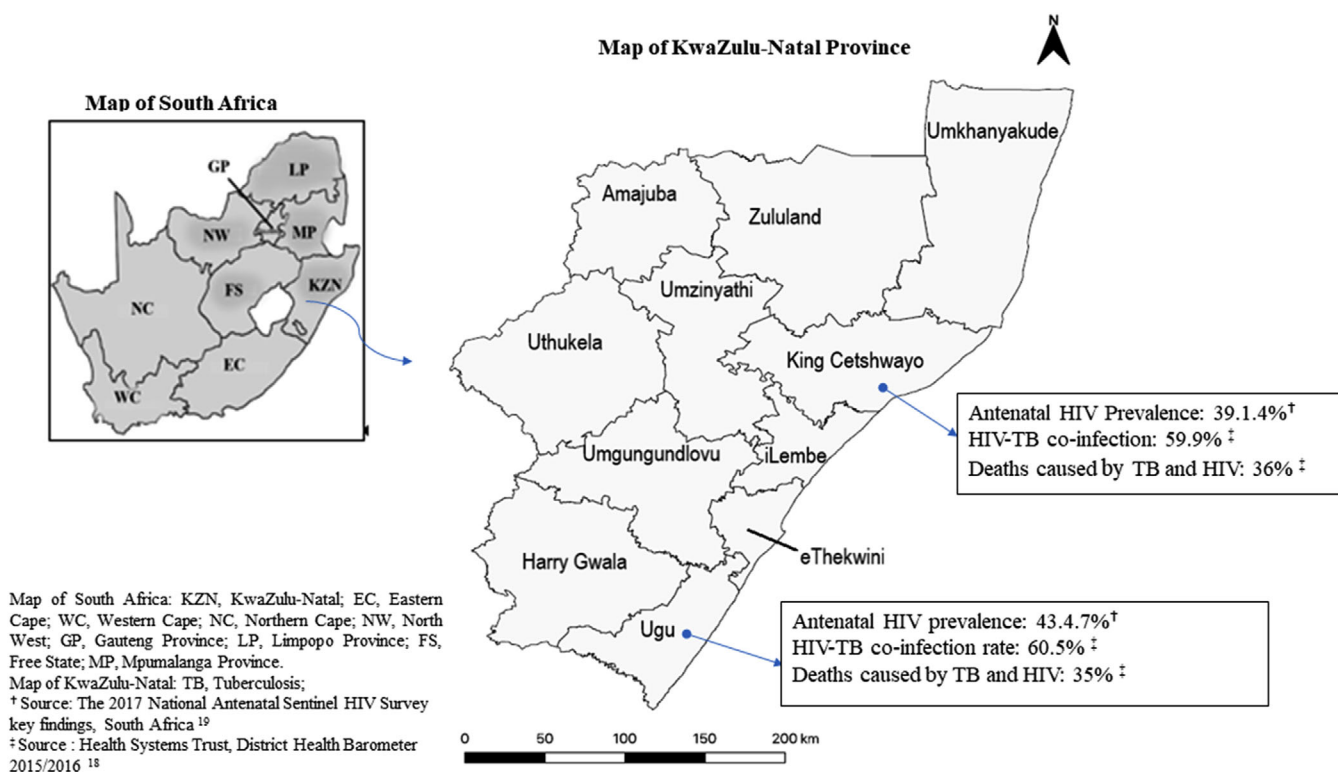 Map of KwaZulu-Natal Province
N
Map of South Africa
GP
LP
NW
MP
FS
KZN
NC
EC
WC
Umkhanyakude
Amajuba
Zululand
Umzinyathi
Uthukela
King Cetshwayo
Antenatal HIV Prevalence: 39.1.4%†
HIV-TB co-infection: 59.9% ‡
Deaths caused by TB and HIV: 36% ‡
Umgungundlovu
iLembe
eThekwini
Harry Gwala
Ugu
Antenatal HIV prevalence: 43.4.7%†
HIV-TB co-infection rate: 60.5% ‡
Deaths caused by TB and HIV: 35% ‡
Map of South Africa: KZN, KwaZulu-Natal; EC, Eastern
Cape; WC, Western Cape; NC, Northern Cape; NW, North
West; GP, Gauteng Province; LP, Limpopo Province; FS,
Free State; MP, Mpumalanga Province.
Map of KwaZulu-Natal: TB, Tuberculosis;
† Source: The 2017 National Antenatal Sentinel HIV Survey
key findings, South Africa 19
‡ Source : Health Systems Trust, District Health Barometer
2015/2016 18
0 50 100 150 200 km